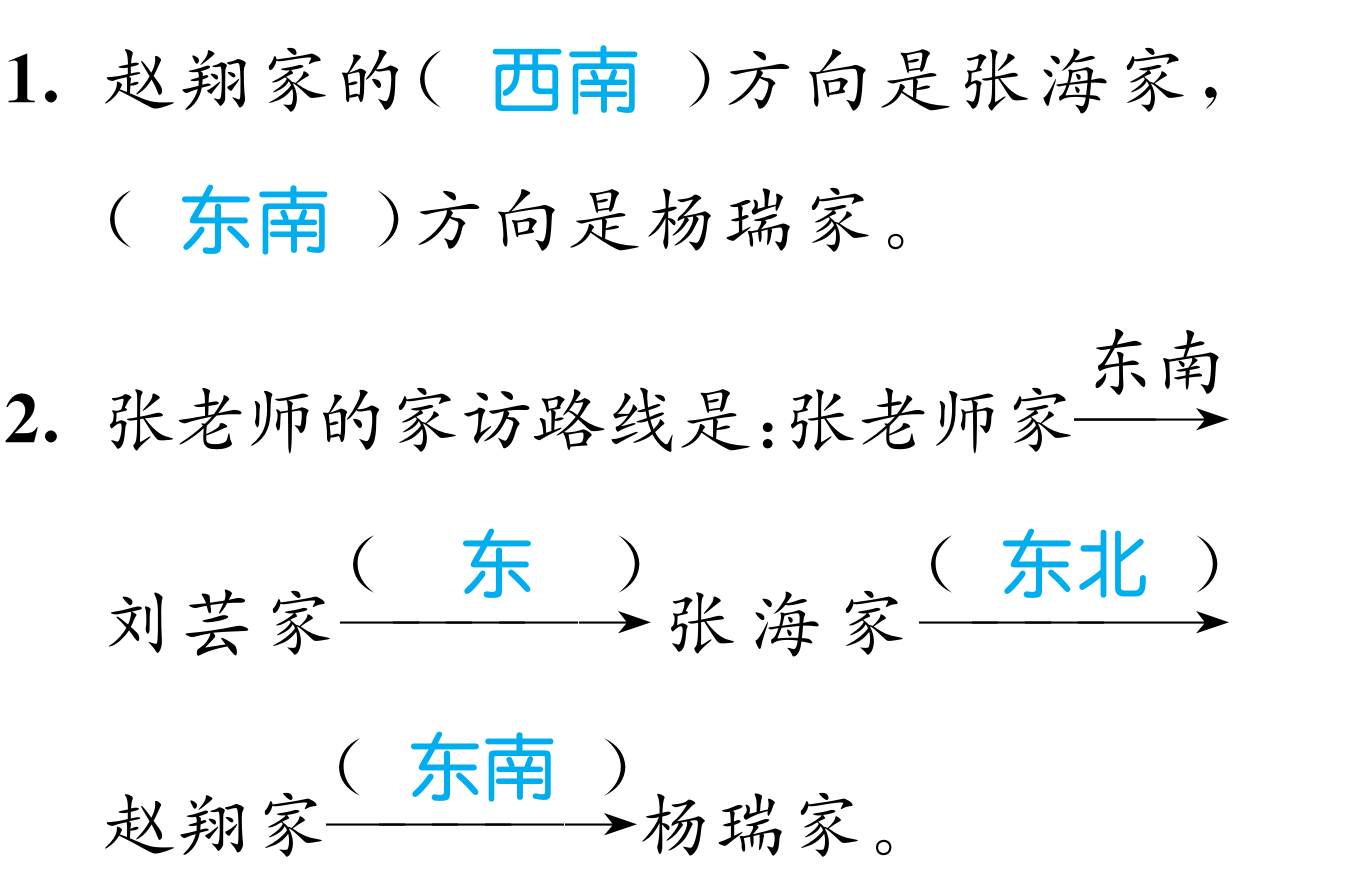 1. 赵翔家的( 西南 )方向是张海家，
( 东南 )方向是杨瑞家。
东南
2. 张老师的家访路线是:张老师家
( 东 ) ( 东北 )
刘芸家 张海家
( 东南 )
赵翔家 杨瑞家。